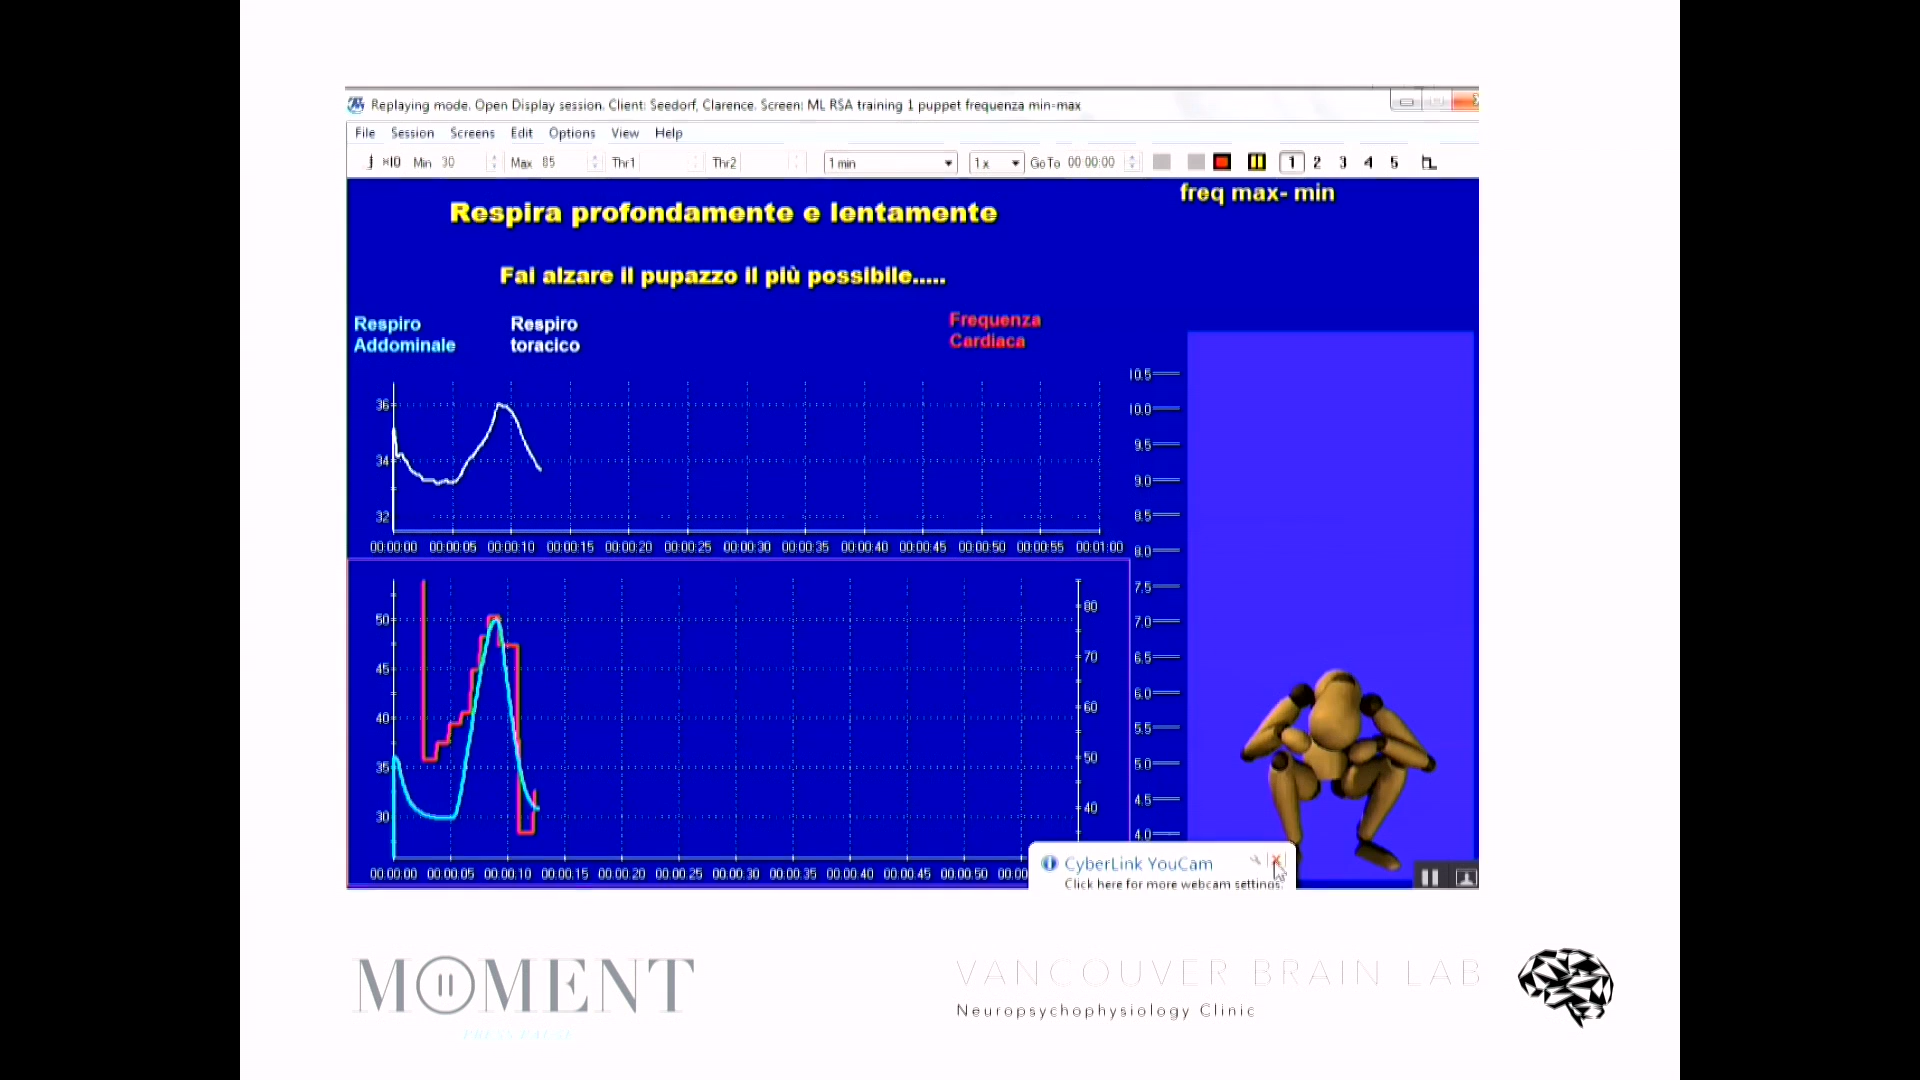 Replaying mode. Open Display session. Client: Seedorf, Clarence. Screen: ML RSA training 1 puppet frequenza min-max
File Session Screens Edit Options View Help
Min 30 Max 85 Thr1 Thr2 1 min 1 x GoTo 00 00:00 1 2 3 4 5
freq max- min
Respira profondamente e lentamente
Fai alzare il pupazzo il più possibile.....
Respiro
Addominale
Respiro
toracico
Frequenza
Cardiaca
36
34
32
00:00:00 00:00:05 00:00:10 00:00:15 00:00:20 00:00:25 00:00:30 00:00:35 00:00:40 00:00:45 00:00:50 00:00:55 00:01:00
50
45
40
35
30
80
70
60
50
40
00:00:00 00:00:05 00:00:10 00:00:15 00:00:20 00:00:25 00:00:30 00:00:35 00:00:40 00:00:45 00:00:50
10.5
10.0
9.5
9.0
8.5
8.0
7.5
7.0
6.5
6.0
5.5
5.0
4.5
4.0
CyberLink YouCam
Click here for more webcam settings.
MOMENT
PRESS PAUSE
VANCOUVER BRAIN LAB
Neuropsychophysiology Clinic